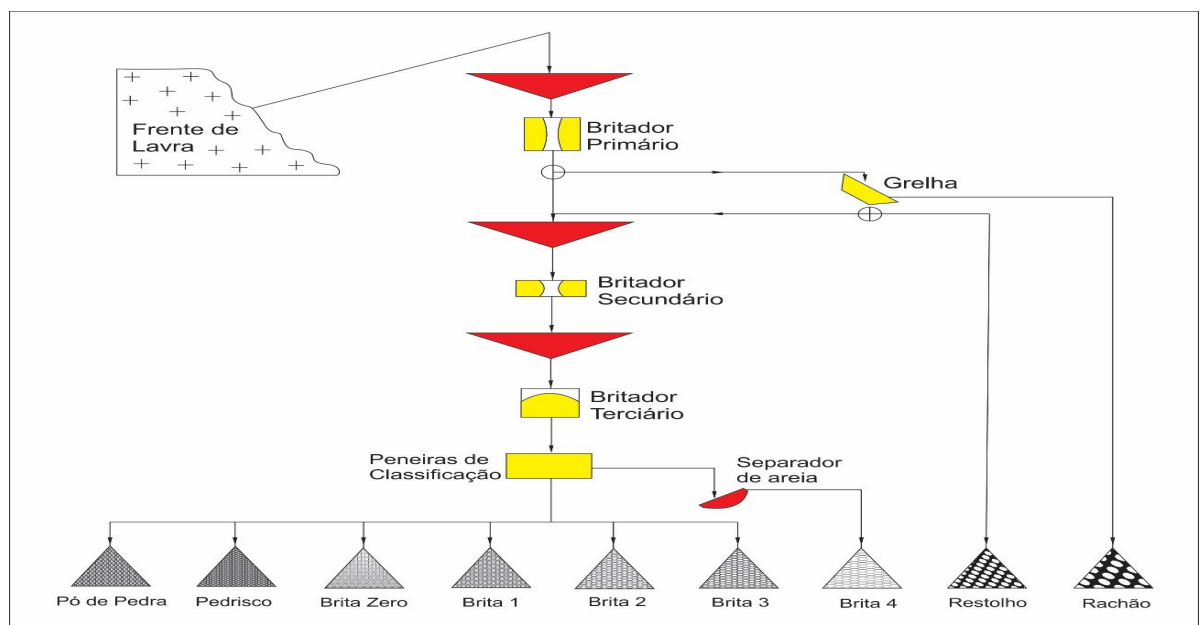 Frente de
Lavra
Britador
Primário
Grelha
Britador
Secundário
Britador
Terciário
Peneiras de
Classificação
Separador
de areia
Pó de Pedra
Pedrisco
Brita Zero
Brita 1
Brita 2
Brita 3
Brita 4
Restolho
Rachão